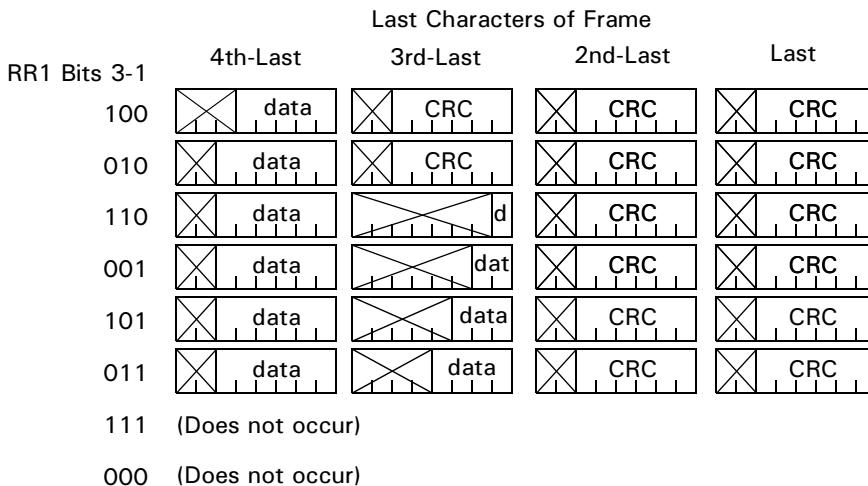 Last Characters of Frame
RR1 Bits 3-1 4th-Last 3rd-Last 2nd-Last Last
100 data CRC CRC CRC
010 data CRC CRC CRC
110 data d CRC CRC
001 data dat CRC CRC
101 data data CRC CRC
011 data data CRC CRC
111 (Does not occur)
000 (Does not occur)